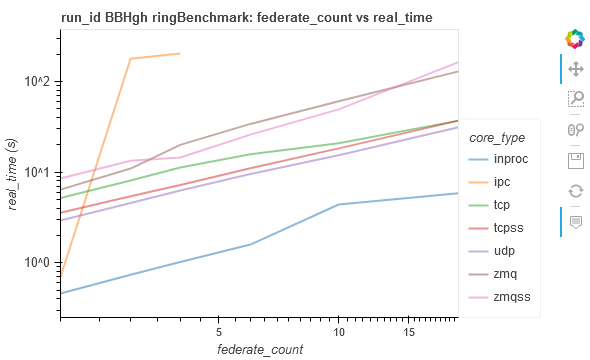 run_id BBHgh ringBenchmark: federate_count vs real_time
10^2
10^1
10^0
real_time (s)
5
10
15
federate_count
core_type
inproc
ipc
tcp
tcpss
udp
zmq
zmqss